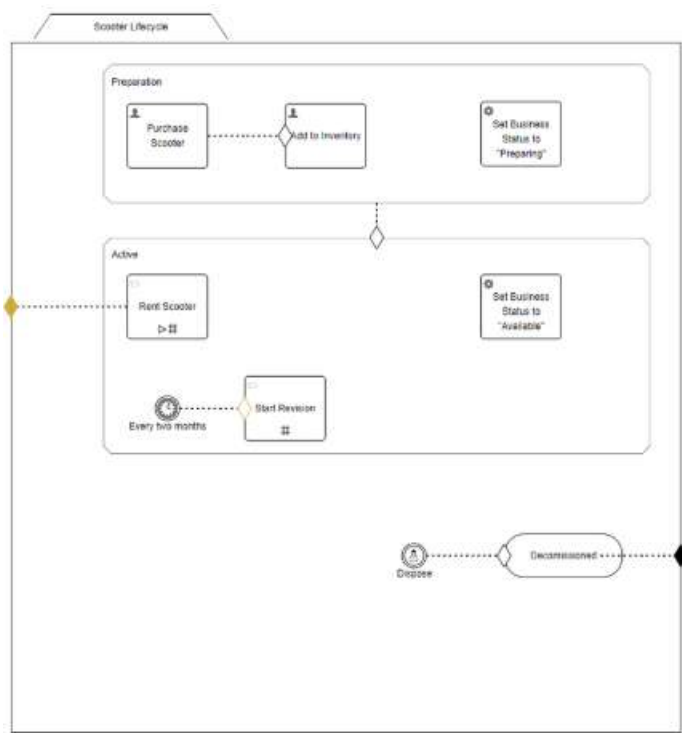 Scooter Lifecycle
Preparation
Purchase
Scooter
Add to Inventory
Set Business
Status to
"Preparing"
Active
Rent Scooter
Set Business
Status to
"Available"
Start Revision
Every two months
Decomissioned
Dispose